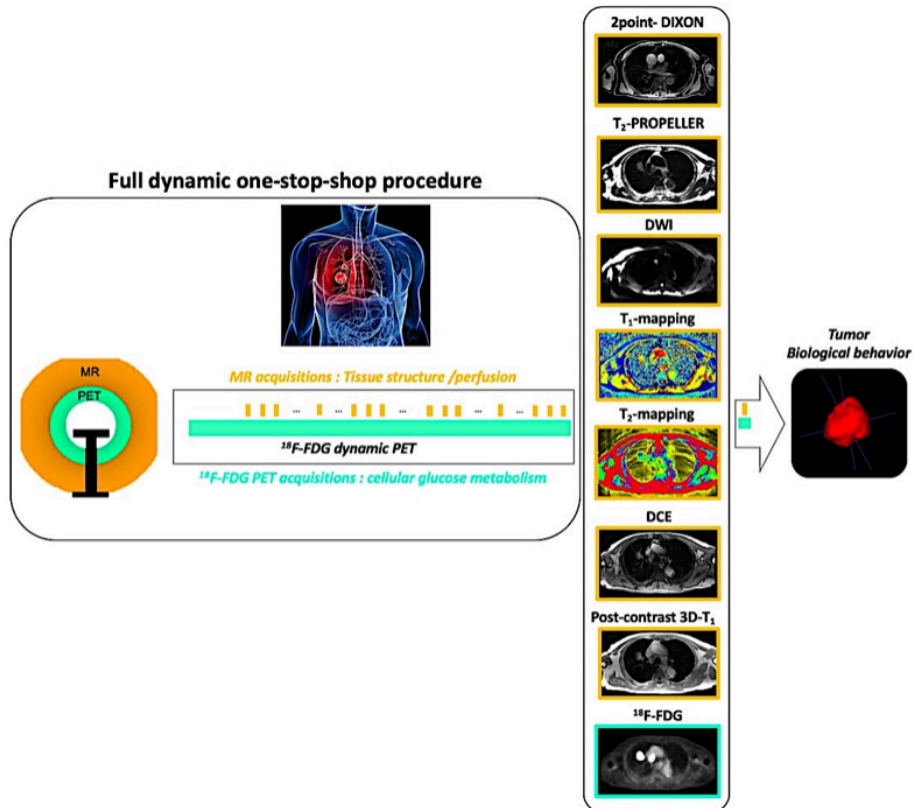 Full dynamic one-stop-shop procedure
MR
PET
MR acquisitions : Tissue structure /perfusion
... ... ... ... ...
¹⁸F-FDG dynamic PET
¹⁸F-FDG PET acquisitions : cellular glucose metabolism
2point- DIXON
T₂-PROPELLER
DWI
T₁-mapping
T₂-mapping
DCE
Post-contrast 3D-T₁
¹⁸F-FDG
Tumor
Biological behavior